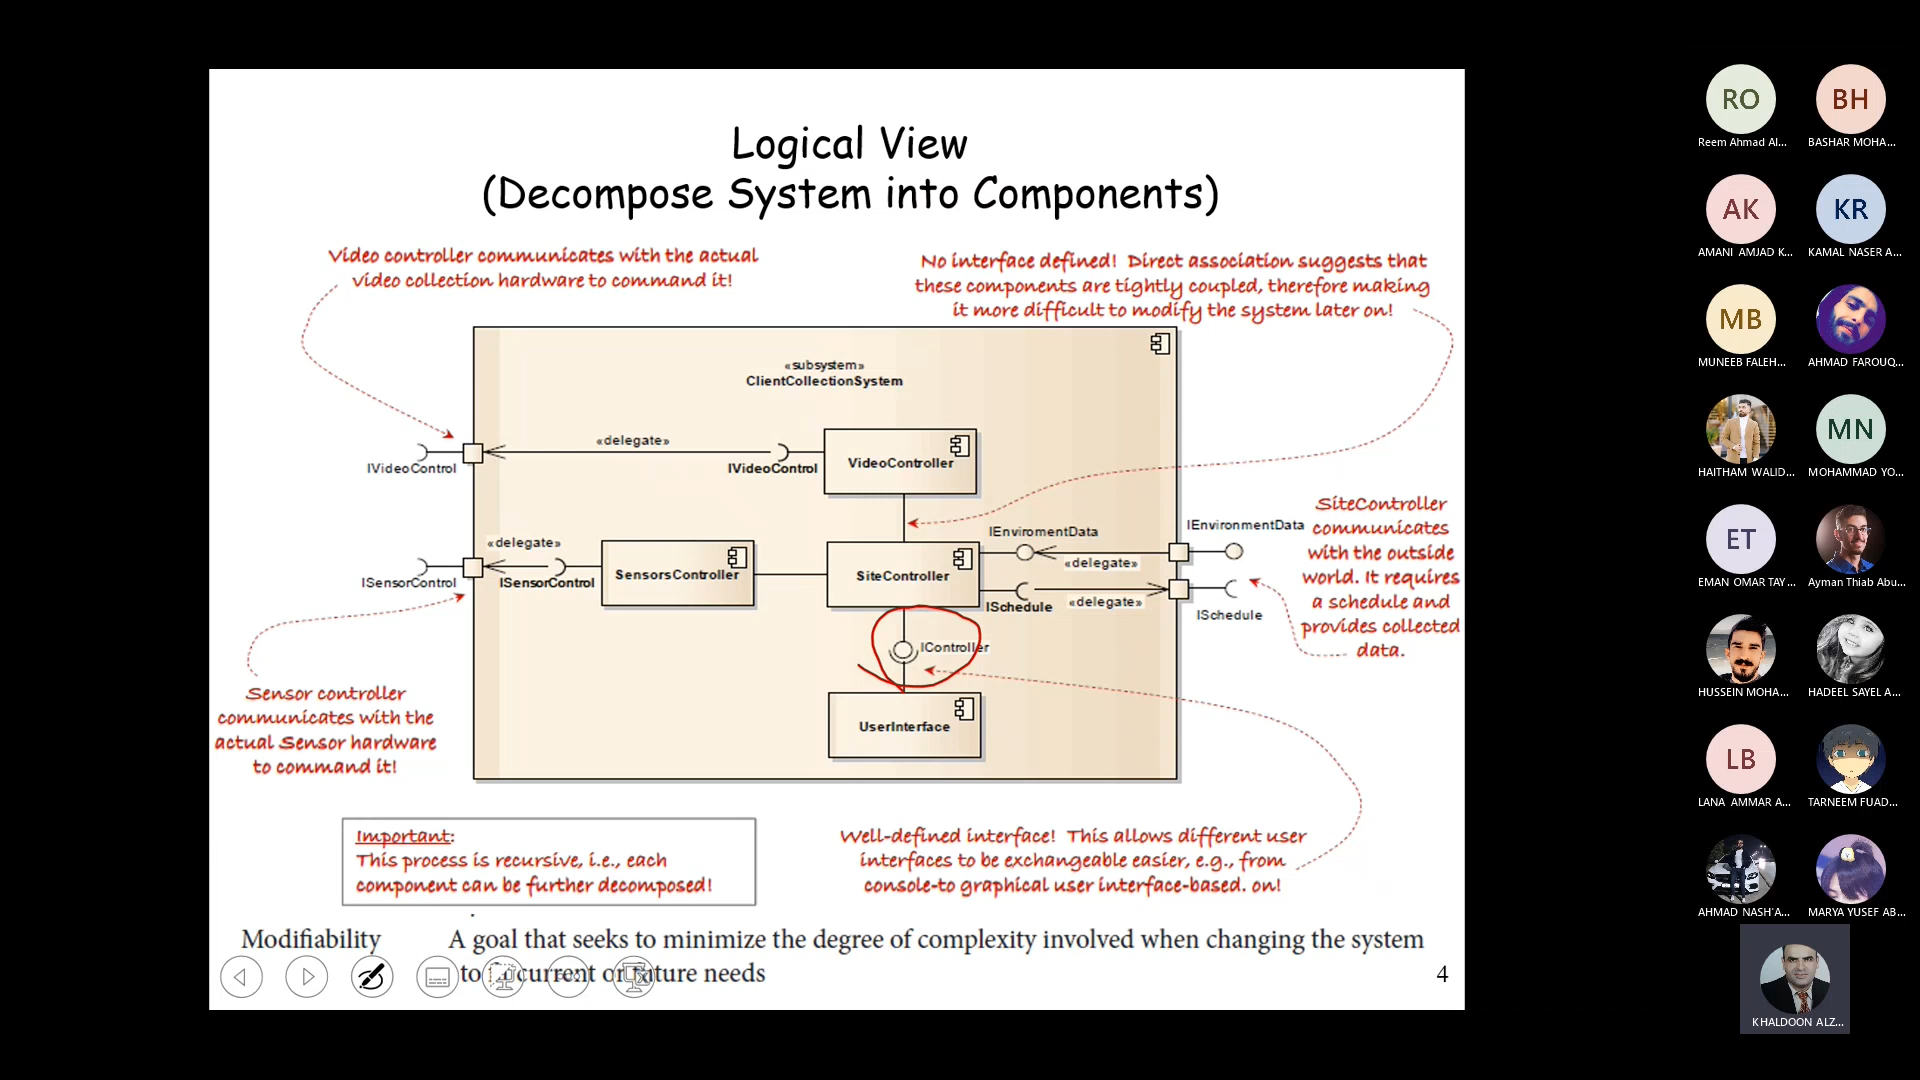 Logical View
(Decompose System into Components)
Video controller communicates with the actual
video collection hardware to command it!
No interface defined! Direct association suggests that
these components are tightly coupled, therefore making
it more difficult to modify the system later on!
«subsystem»
ClientCollectionSystem
«delegate»
IVideoControl
IVideoControl
VideoController
«delegate»
ISensorControl
ISensorControl
SensorsController
SiteController
IEnviromentData
«delegate»
IEnvironmentData
ISchedule
«delegate»
ISchedule
IController
UserInterface
SiteController
communicates
with the outside
world. It requires
a schedule and
provides collected
data.
Sensor controller
communicates with the
actual Sensor hardware
to command it!
Important:
This process is recursive, i.e., each
component can be further decomposed!
Well-defined interface! This allows different user
interfaces to be exchangeable easier, e.g., from
console-to graphical user interface-based. on!
Modifiability
A goal that seeks to minimize the degree of complexity involved when changing the system
to current or future needs
4
RO
Reem Ahmad Al...
BH
BASHAR MOHA...
AK
AMANI AMJAD K...
KR
KAMAL NASER A...
MB
MUNEEB FALEH...
AHMAD FAROUQ...
HAITHAM WALID...
MN
MOHAMMAD YO...
ET
EMAN OMAR TAY...
Ayman Thiab Abu...
HUSSEIN MOHA...
HADEEL SAYEL A...
LB
LANA AMMAR A...
TARNEEM FUAD...
AHMAD NASH'A...
MARYA YUSEF AB...
KHALDOON ALZ...